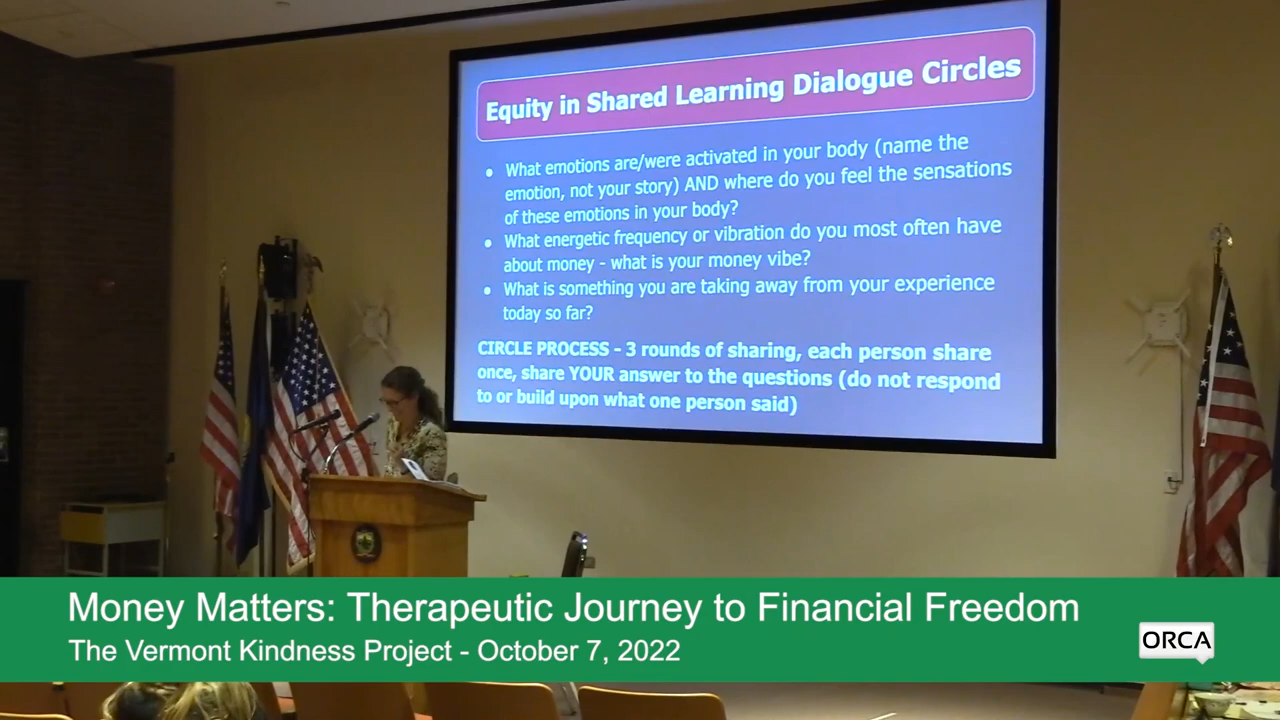 Equity in Shared Learning Dialogue Circles
• What emotions are/were activated in your body (name the
emotion, not your story) AND where do you feel the sensations
of these emotions in your body?
• What energetic frequency or vibration do you most often have
about money - what is your money vibe?
• What is something you are taking away from your experience
today so far?
CIRCLE PROCESS - 3 rounds of sharing, each person share
once, share YOUR answer to the questions (do not respond
to or build upon what one person said)
Money Matters: Therapeutic Journey to Financial Freedom
The Vermont Kindness Project - October 7, 2022
ORCA